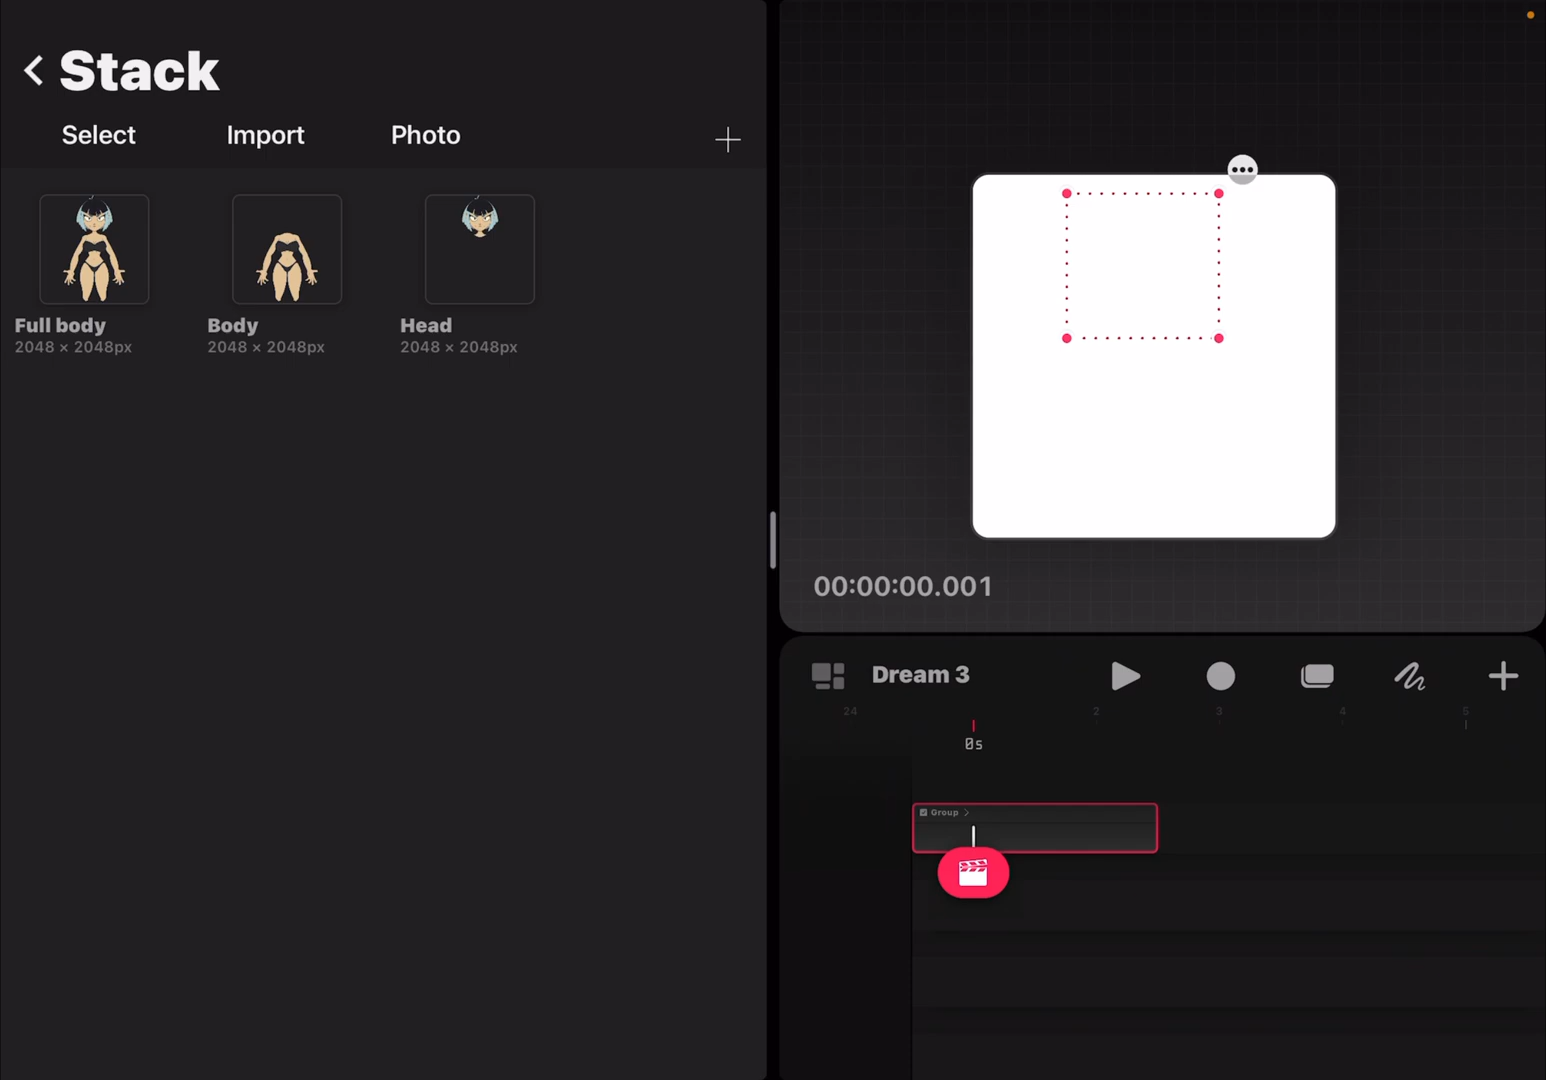 Stack
Select Import Photo
Full body
2048 × 2048px
Body
2048 × 2048px
Head
2048 × 2048px
00:00:00.001
Dream 3
24 2 3 4 5
0s
Group